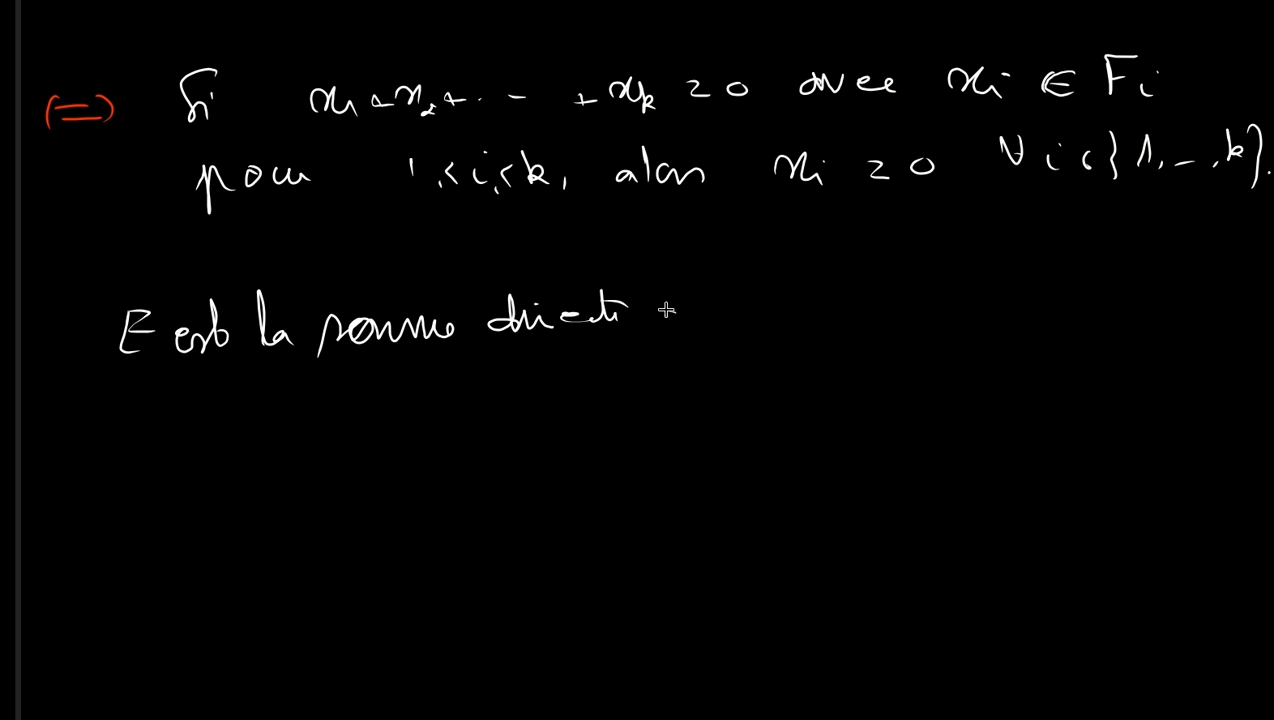 (=) Si x₁ + x₂ + ... + xₖ = 0 avec xᵢ ∈ Fᵢ
pour 1 ≤ i ≤ k, alors xᵢ = 0 ∀ i ∈ {1, ..., k}.
E est la somme directe